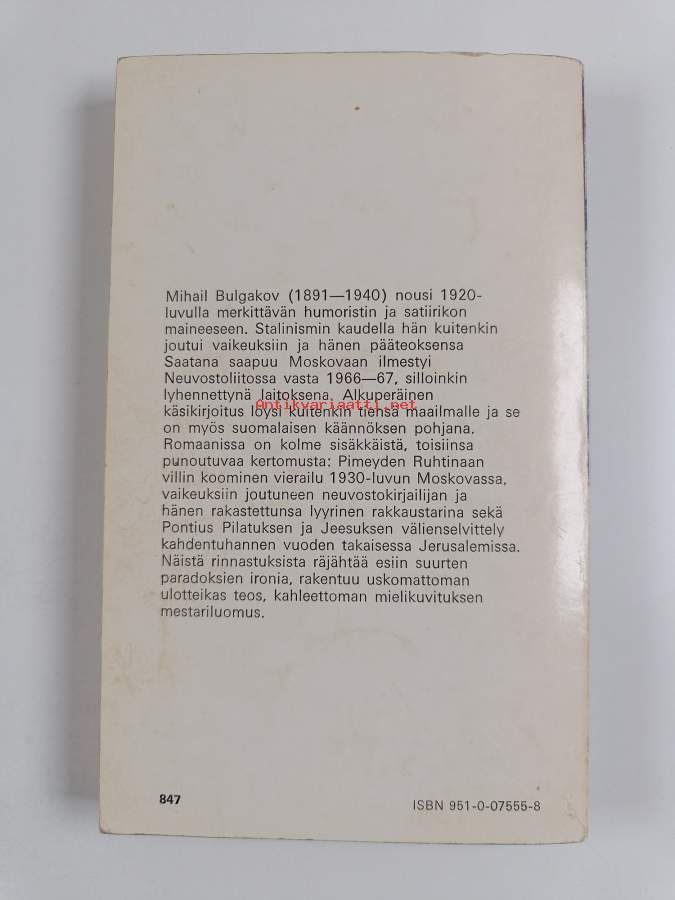 Mihail Bulgakov (1891—1940) nousi 1920-
luvulla merkittävän humoristin ja satiirikon
maineeseen. Stalinismin kaudella hän kuitenkin
joutui vaikeuksiin ja hänen pääteoksensa
Saatana saapuu Moskovaan ilmestyi
Neuvostoliitossa vasta 1966—67, silloinkin
lyhennettynä laitoksena. Alkuperäinen
Antikvariaatti.net
käsikirjoitus löysi kuitenkin tiensä maailmalle ja se
on myös suomalaisen käännöksen pohjana.
Romaanissa on kolme sisäkkäistä, toisiinsa
punoutuvaa kertomusta: Pimeyden Ruhtinaan
villin koominen vierailu 1930-luvun Moskovassa,
vaikeuksiin joutuneen neuvostokirjailijan ja
hänen rakastettunsa lyyrinen rakkaustarina sekä
Pontius Pilatuksen ja Jeesuksen välienselvittely
kahdentuhannen vuoden takaisessa Jerusalemissa.
Näistä rinnastuksista räjähtää esiin suurten
paradoksien ironia, rakentuu uskomattoman
ulotteikas teos, kahleettoman mielikuvituksen
mestariluomus.
847
ISBN 951-0-07555-8